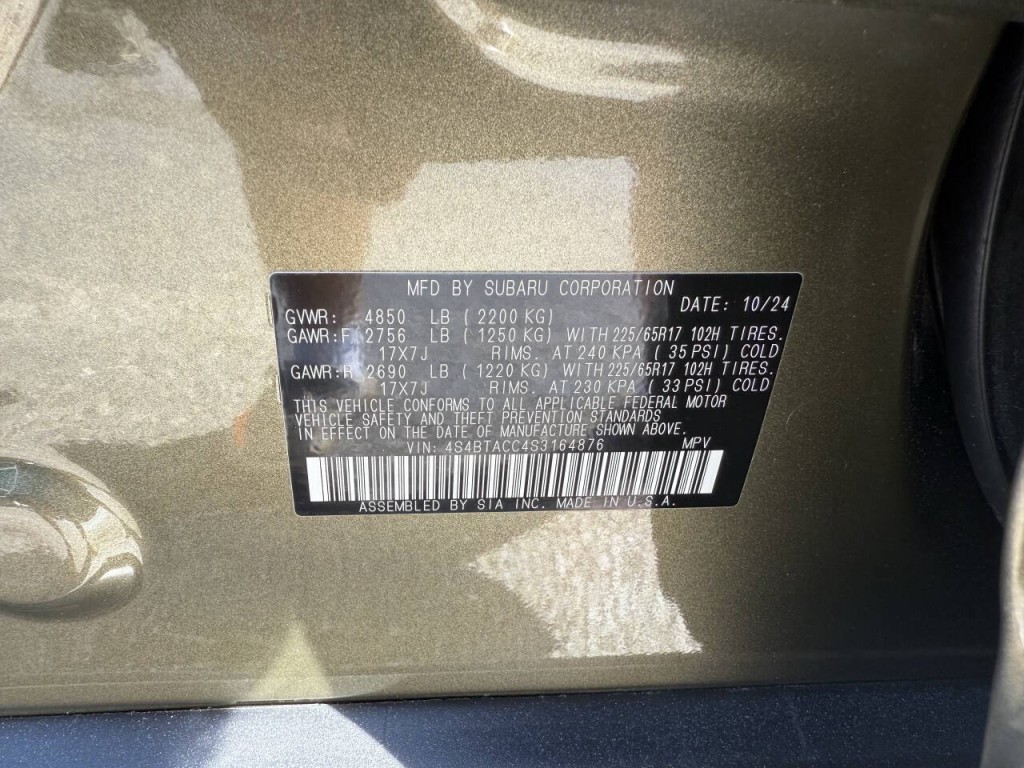 MFD BY SUBARU CORPORATION
DATE: 10/24
GVWR: 4850 LB (2200 KG)
GAWR:F 2756 LB (1250 KG) WITH 225/65R17 102H TIRES.
17X7J RIMS. AT 240 KPA (35 PSI) COLD
GAWR:R 2690 LB (1220 KG) WITH 225/65R17 102H TIRES.
17X7J RIMS. AT 230 KPA (33 PSI) COLD
THIS VEHICLE CONFORMS TO ALL APPLICABLE FEDERAL MOTOR
VEHICLE SAFETY AND THEFT PREVENTION STANDARDS
IN EFFECT ON THE DATE OF MANUFACTURE SHOWN ABOVE.
VIN: 4S4BTACC4S3164876 MPV
ASSEMBLED BY SIA INC. MADE IN U.S.A.